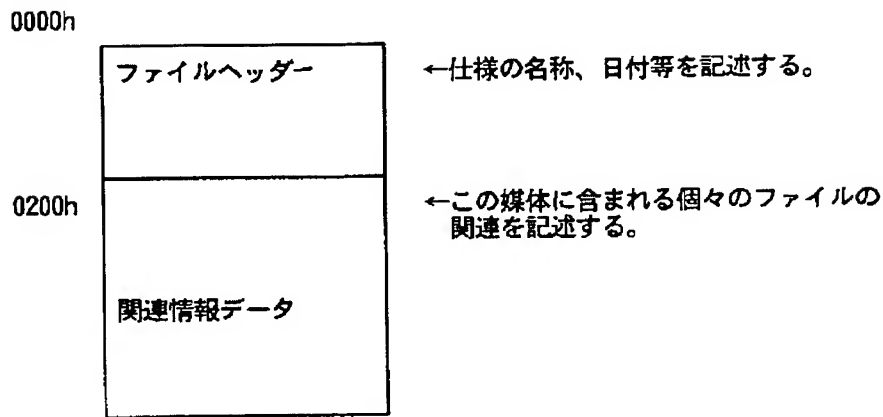 0000h
ファイルヘッダー
←仕様の名称、日付等を記述する。
0200h
←この媒体に含まれる個々のファイルの
関連を記述する。
関連情報データ